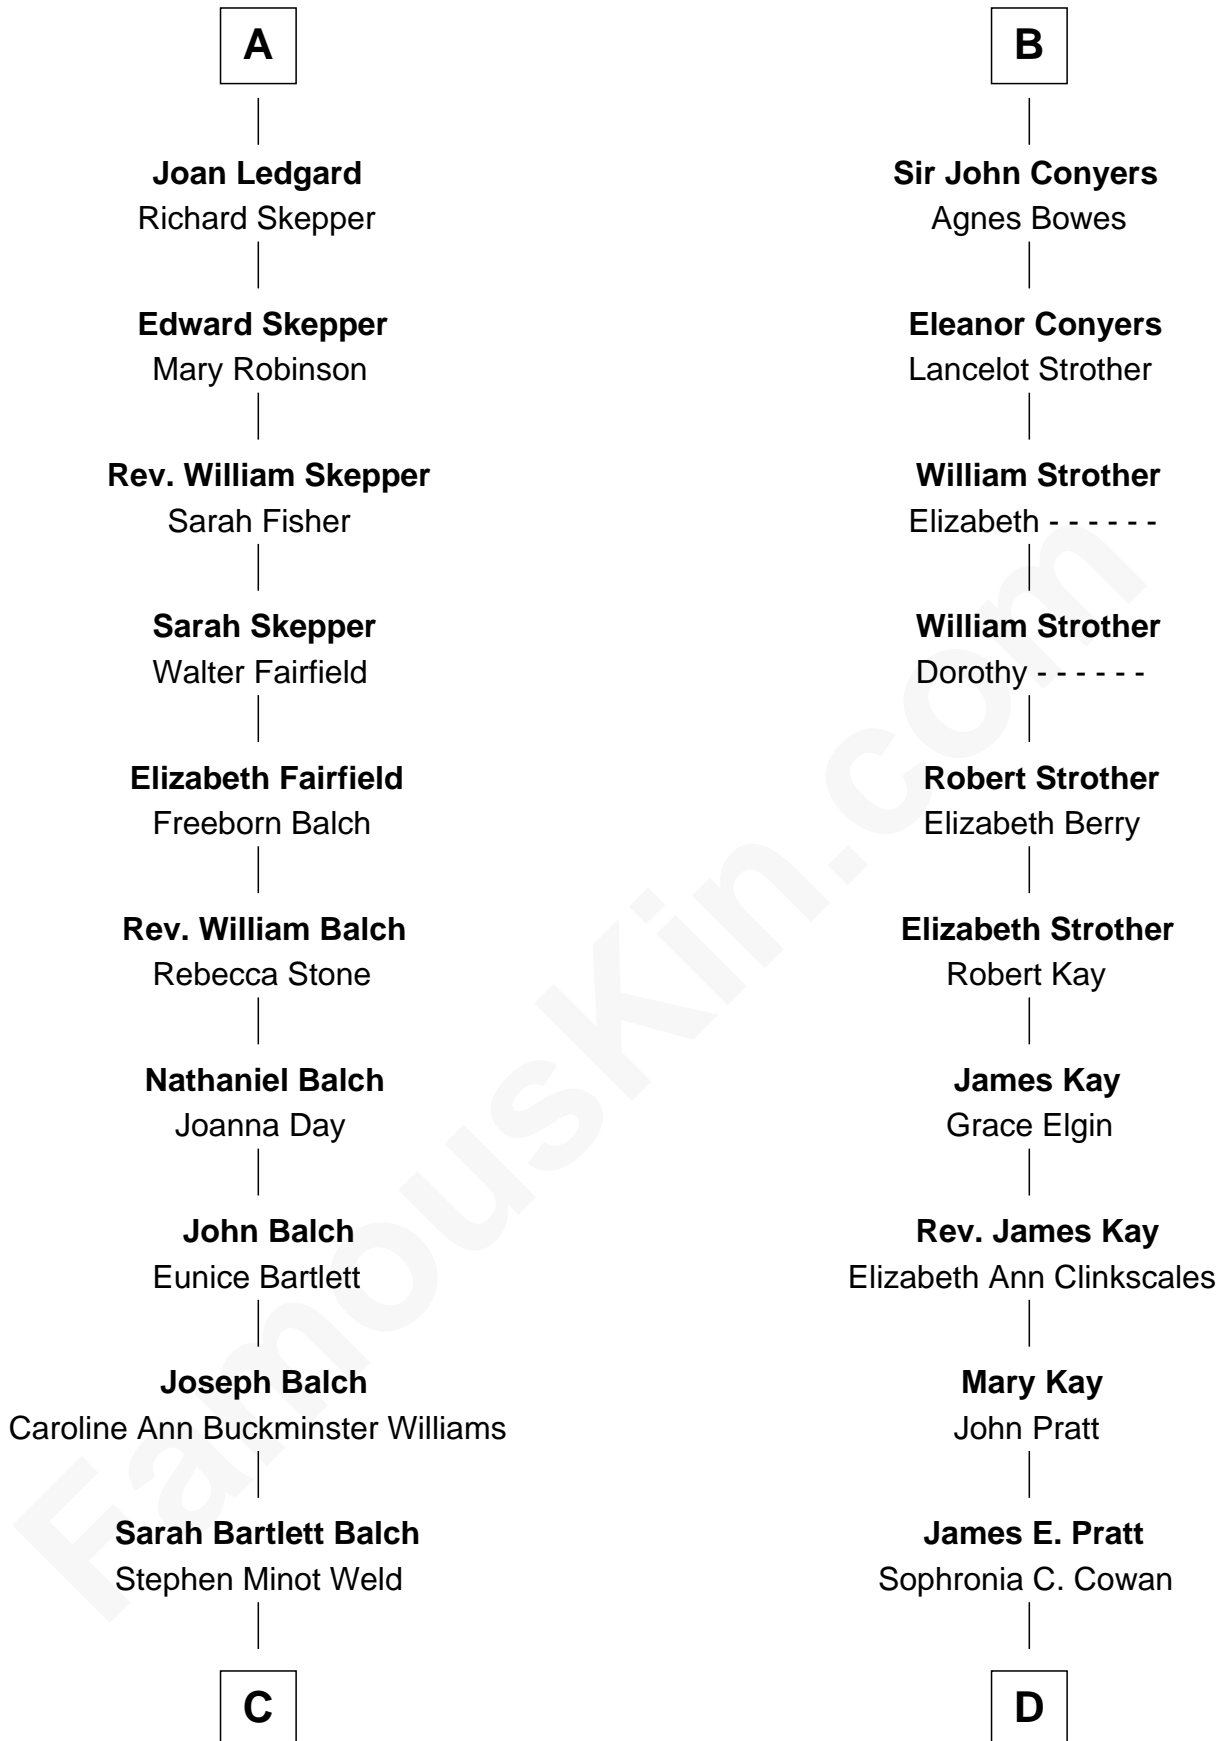 A
Joan Ledgard
Richard Skepper
Edward Skepper
Mary Robinson
Rev. William Skepper
Sarah Fisher
Sarah Skepper
Walter Fairfield
Elizabeth Fairfield
Freeborn Balch
Rev. William Balch
Rebecca Stone
Nathaniel Balch
Joanna Day
John Balch
Eunice Bartlett
Joseph Balch
Caroline Ann Buckminster Williams
Sarah Bartlett Balch
Stephen Minot Weld
C
B
Sir John Conyers
Agnes Bowes
Eleanor Conyers
Lancelot Strother
William Strother
Elizabeth - - - - - -
William Strother
Dorothy - - - - - -
Robert Strother
Elizabeth Berry
Elizabeth Strother
Robert Kay
James Kay
Grace Elgin
Rev. James Kay
Elizabeth Ann Clinkscales
Mary Kay
John Pratt
James E. Pratt
Sophronia C. Cowan
D
FamousKin.com